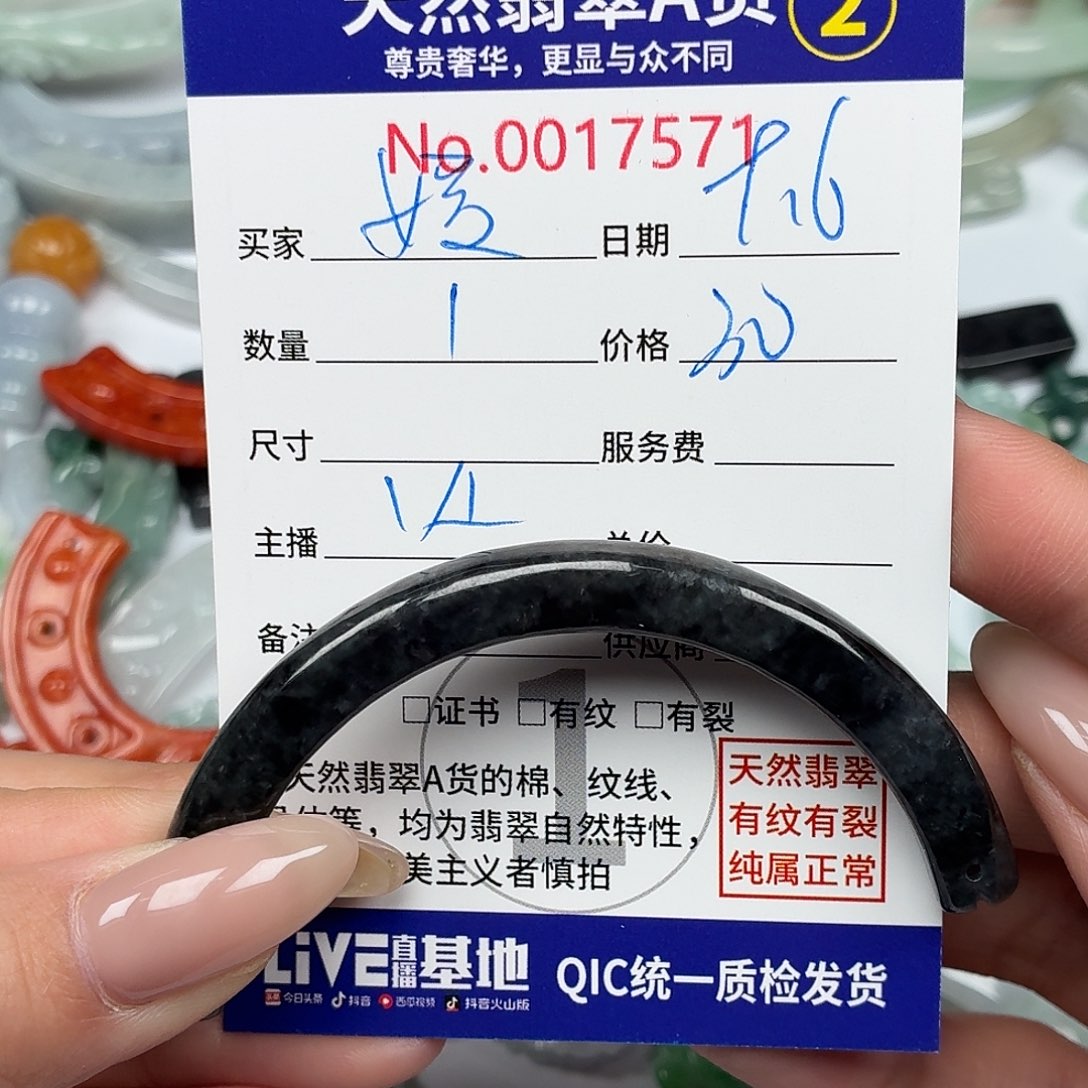 天然翡翠A货 2
尊贵奢华，更显与众不同
No.0017571
买家 媛 日期
数量 1 价格 30
尺寸 服务费
主播
备注 供应商
1
□证书 □有纹 □有裂
天然翡翠A货的棉、纹线、
等，均为翡翠自然特性，
美主义者慎拍
天然翡翠
有纹有裂
纯属正常
LiVE直播基地 QIC统一质检发货
今日头条 抖音 西瓜视频 抖音火山版